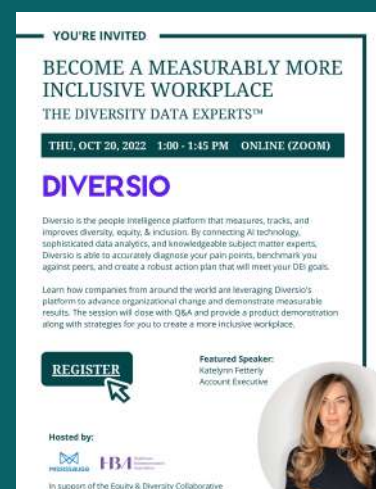 YOU'RE INVITED
BECOME A MEASURABLY MORE
INCLUSIVE WORKPLACE
THE DIVERSITY DATA EXPERTS™
THU, OCT 20, 2022 1:00 - 1:45 PM ONLINE (ZOOM)
DIVERSIO
Diversio is the people intelligence platform that measures, tracks, and
improves diversity, equity, & inclusion. By connecting AI technology,
sophisticated data analytics, and knowledgeable subject matter experts,
Diversio is able to accurately diagnose your pain points, benchmark you
against peers, and create a robust action plan that will meet your DEI goals.
Learn how companies from around the world are leveraging Diversio's
platform to advance organizational change and demonstrate measurable
results. The session will close with Q&A and provide a product demonstration
along with strategies for you to create a more inclusive workplace.
REGISTER
Featured Speaker:
Katelynn Fetterly
Account Executive
Hosted by:
HBA
In support of the Equity & Diversity Collaborative